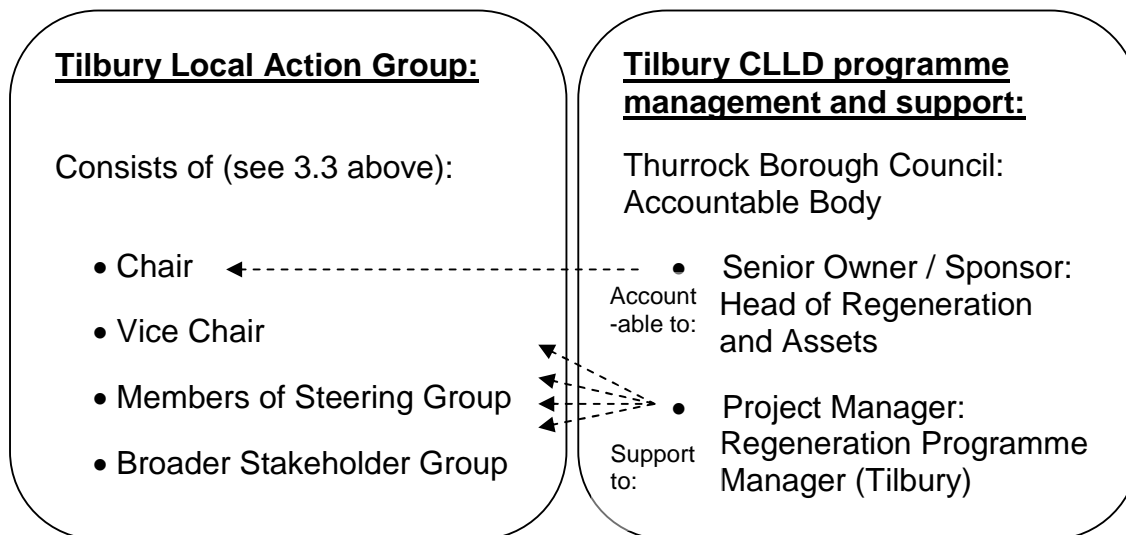 Tilbury Local Action Group:
Consists of (see 3.3 above):
• Chair
• Vice Chair
• Members of Steering Group
• Broader Stakeholder Group
Tilbury CLLD programme
management and support:
Thurrock Borough Council:
Accountable Body
Account
-able to:
• Senior Owner / Sponsor:
Head of Regeneration
and Assets
Support
to:
• Project Manager:
Regeneration Programme
Manager (Tilbury)